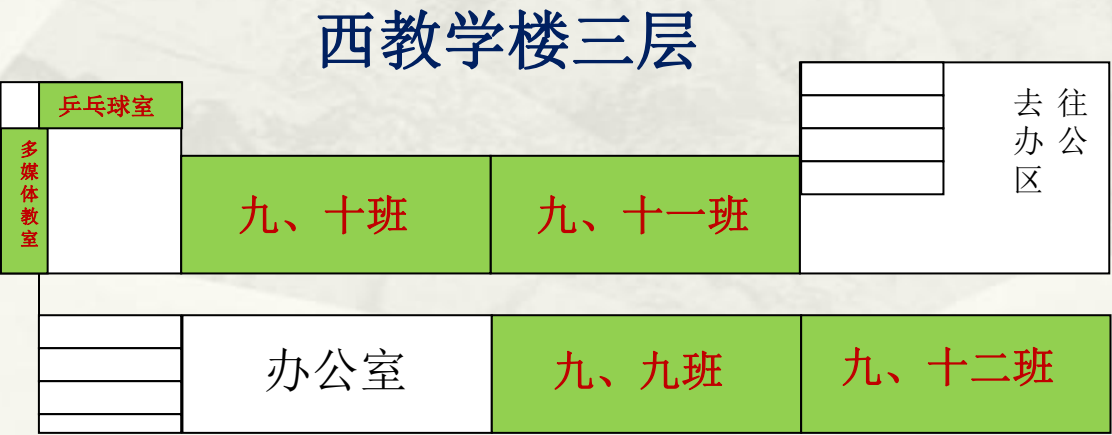 西教学楼三层
乒乓球室
多媒体教室
去往
办公
区
九、十班
九、十一班
办公室
九、九班
九、十二班